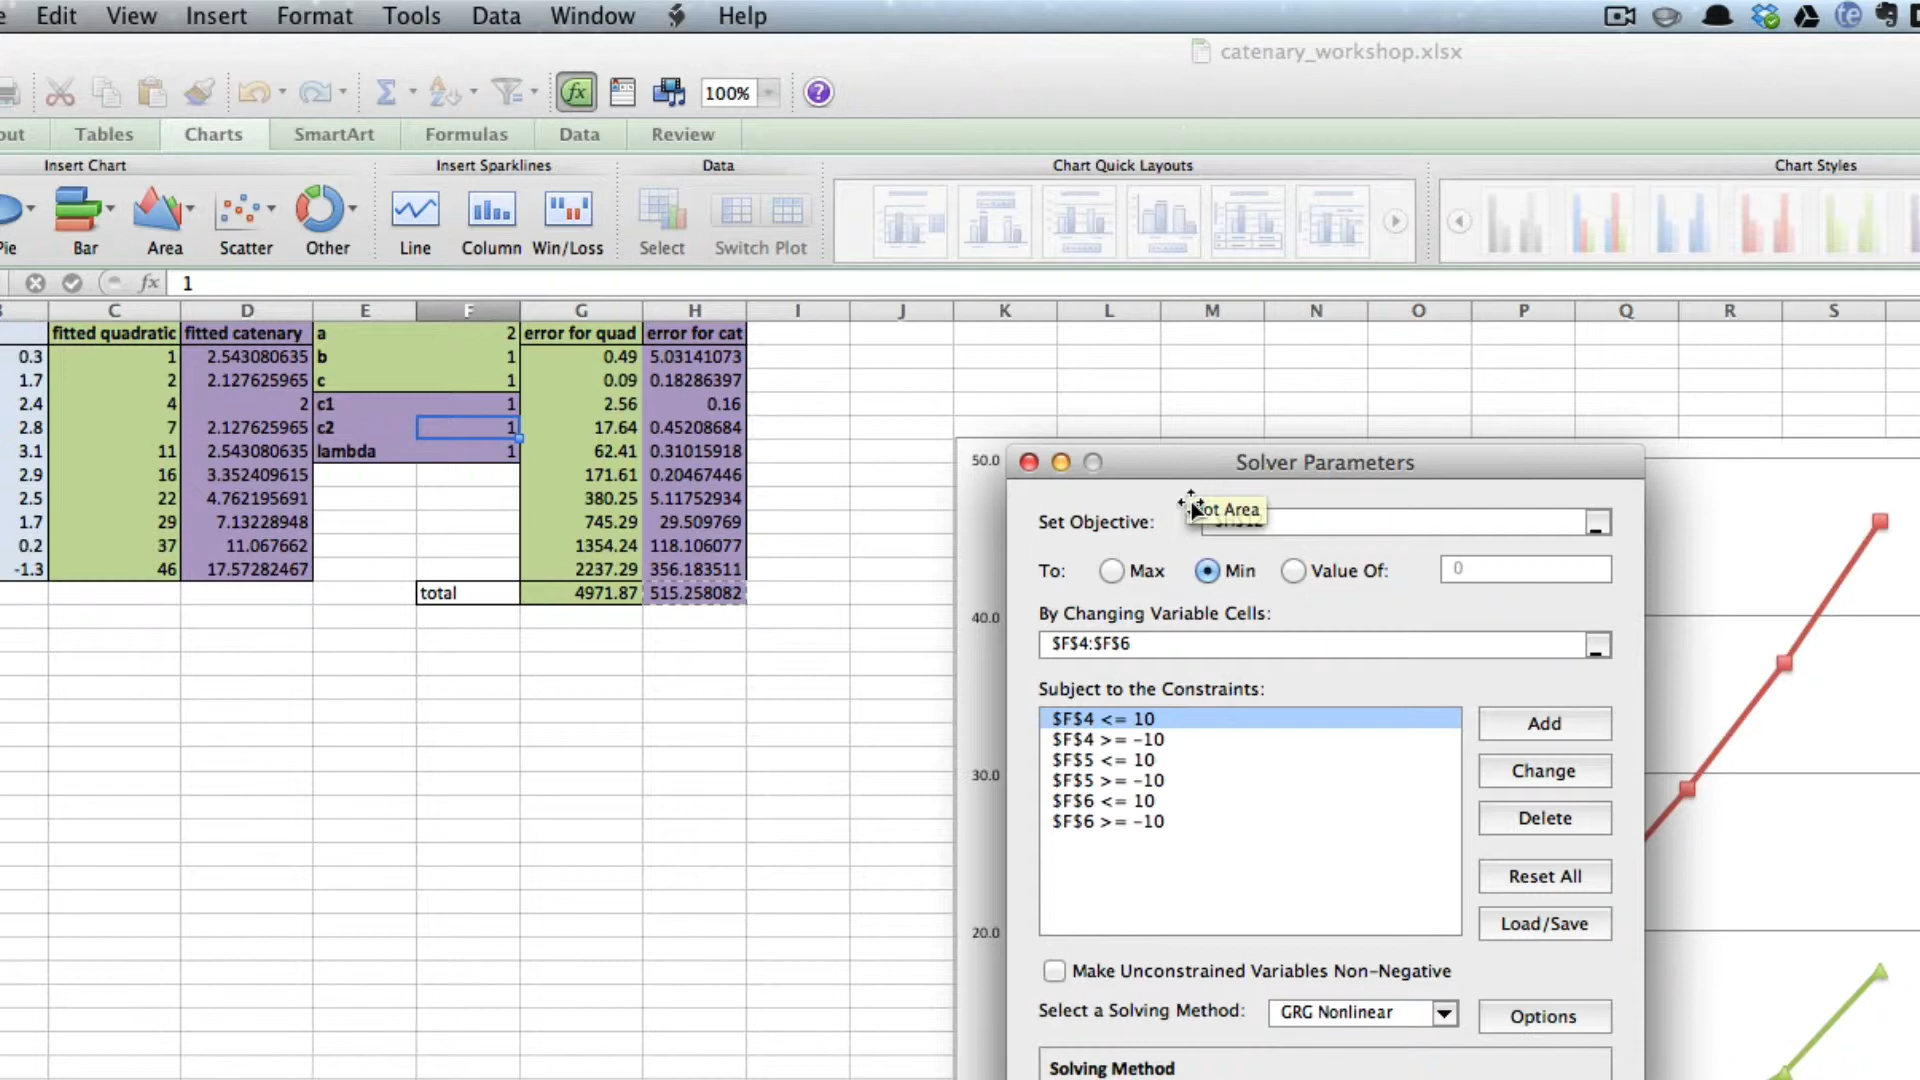 Edit View Insert Format Tools Data Window Help
te
catenary_workshop.xlsx
100% ?
out Tables Charts SmartArt Formulas Data Review
Insert Chart Insert Sparklines Data Chart Quick Layouts Chart Styles
Pie Bar Area Scatter Other Line Column Win/Loss Select Switch Plot
fx 1
C D E F G H I J K L M N O P Q R S
fitted quadratic fitted catenary a 2 error for quad error for cat
0.3 1 2.543080635 b 1 0.49 5.03141073
1.7 2 2.127625965 c 1 0.09 0.18286397
2.4 4 2 c1 1 2.56 0.16
2.8 7 2.127625965 c2 1 17.64 0.45208684
3.1 11 2.543080635 lambda 1 62.41 0.31015918
2.9 16 3.352409615 171.61 0.20467446
2.5 22 4.762195691 380.25 5.11752934
1.7 29 7.13228948 745.29 29.509769
0.2 37 11.067662 1354.24 118.106077
-1.3 46 17.57282467 2237.29 356.183511
total 4971.87 515.258082
50.0
40.0
30.0
20.0
Solver Parameters
Set Objective:
ot Area
To: Max Min Value Of: 0
By Changing Variable Cells:
$F$4:$F$6
Subject to the Constraints:
$F$4 <= 10
$F$4 >= -10
$F$5 <= 10
$F$5 >= -10
$F$6 <= 10
$F$6 >= -10
Add
Change
Delete
Reset All
Load/Save
Make Unconstrained Variables Non-Negative
Select a Solving Method: GRG Nonlinear Options
Solving Method